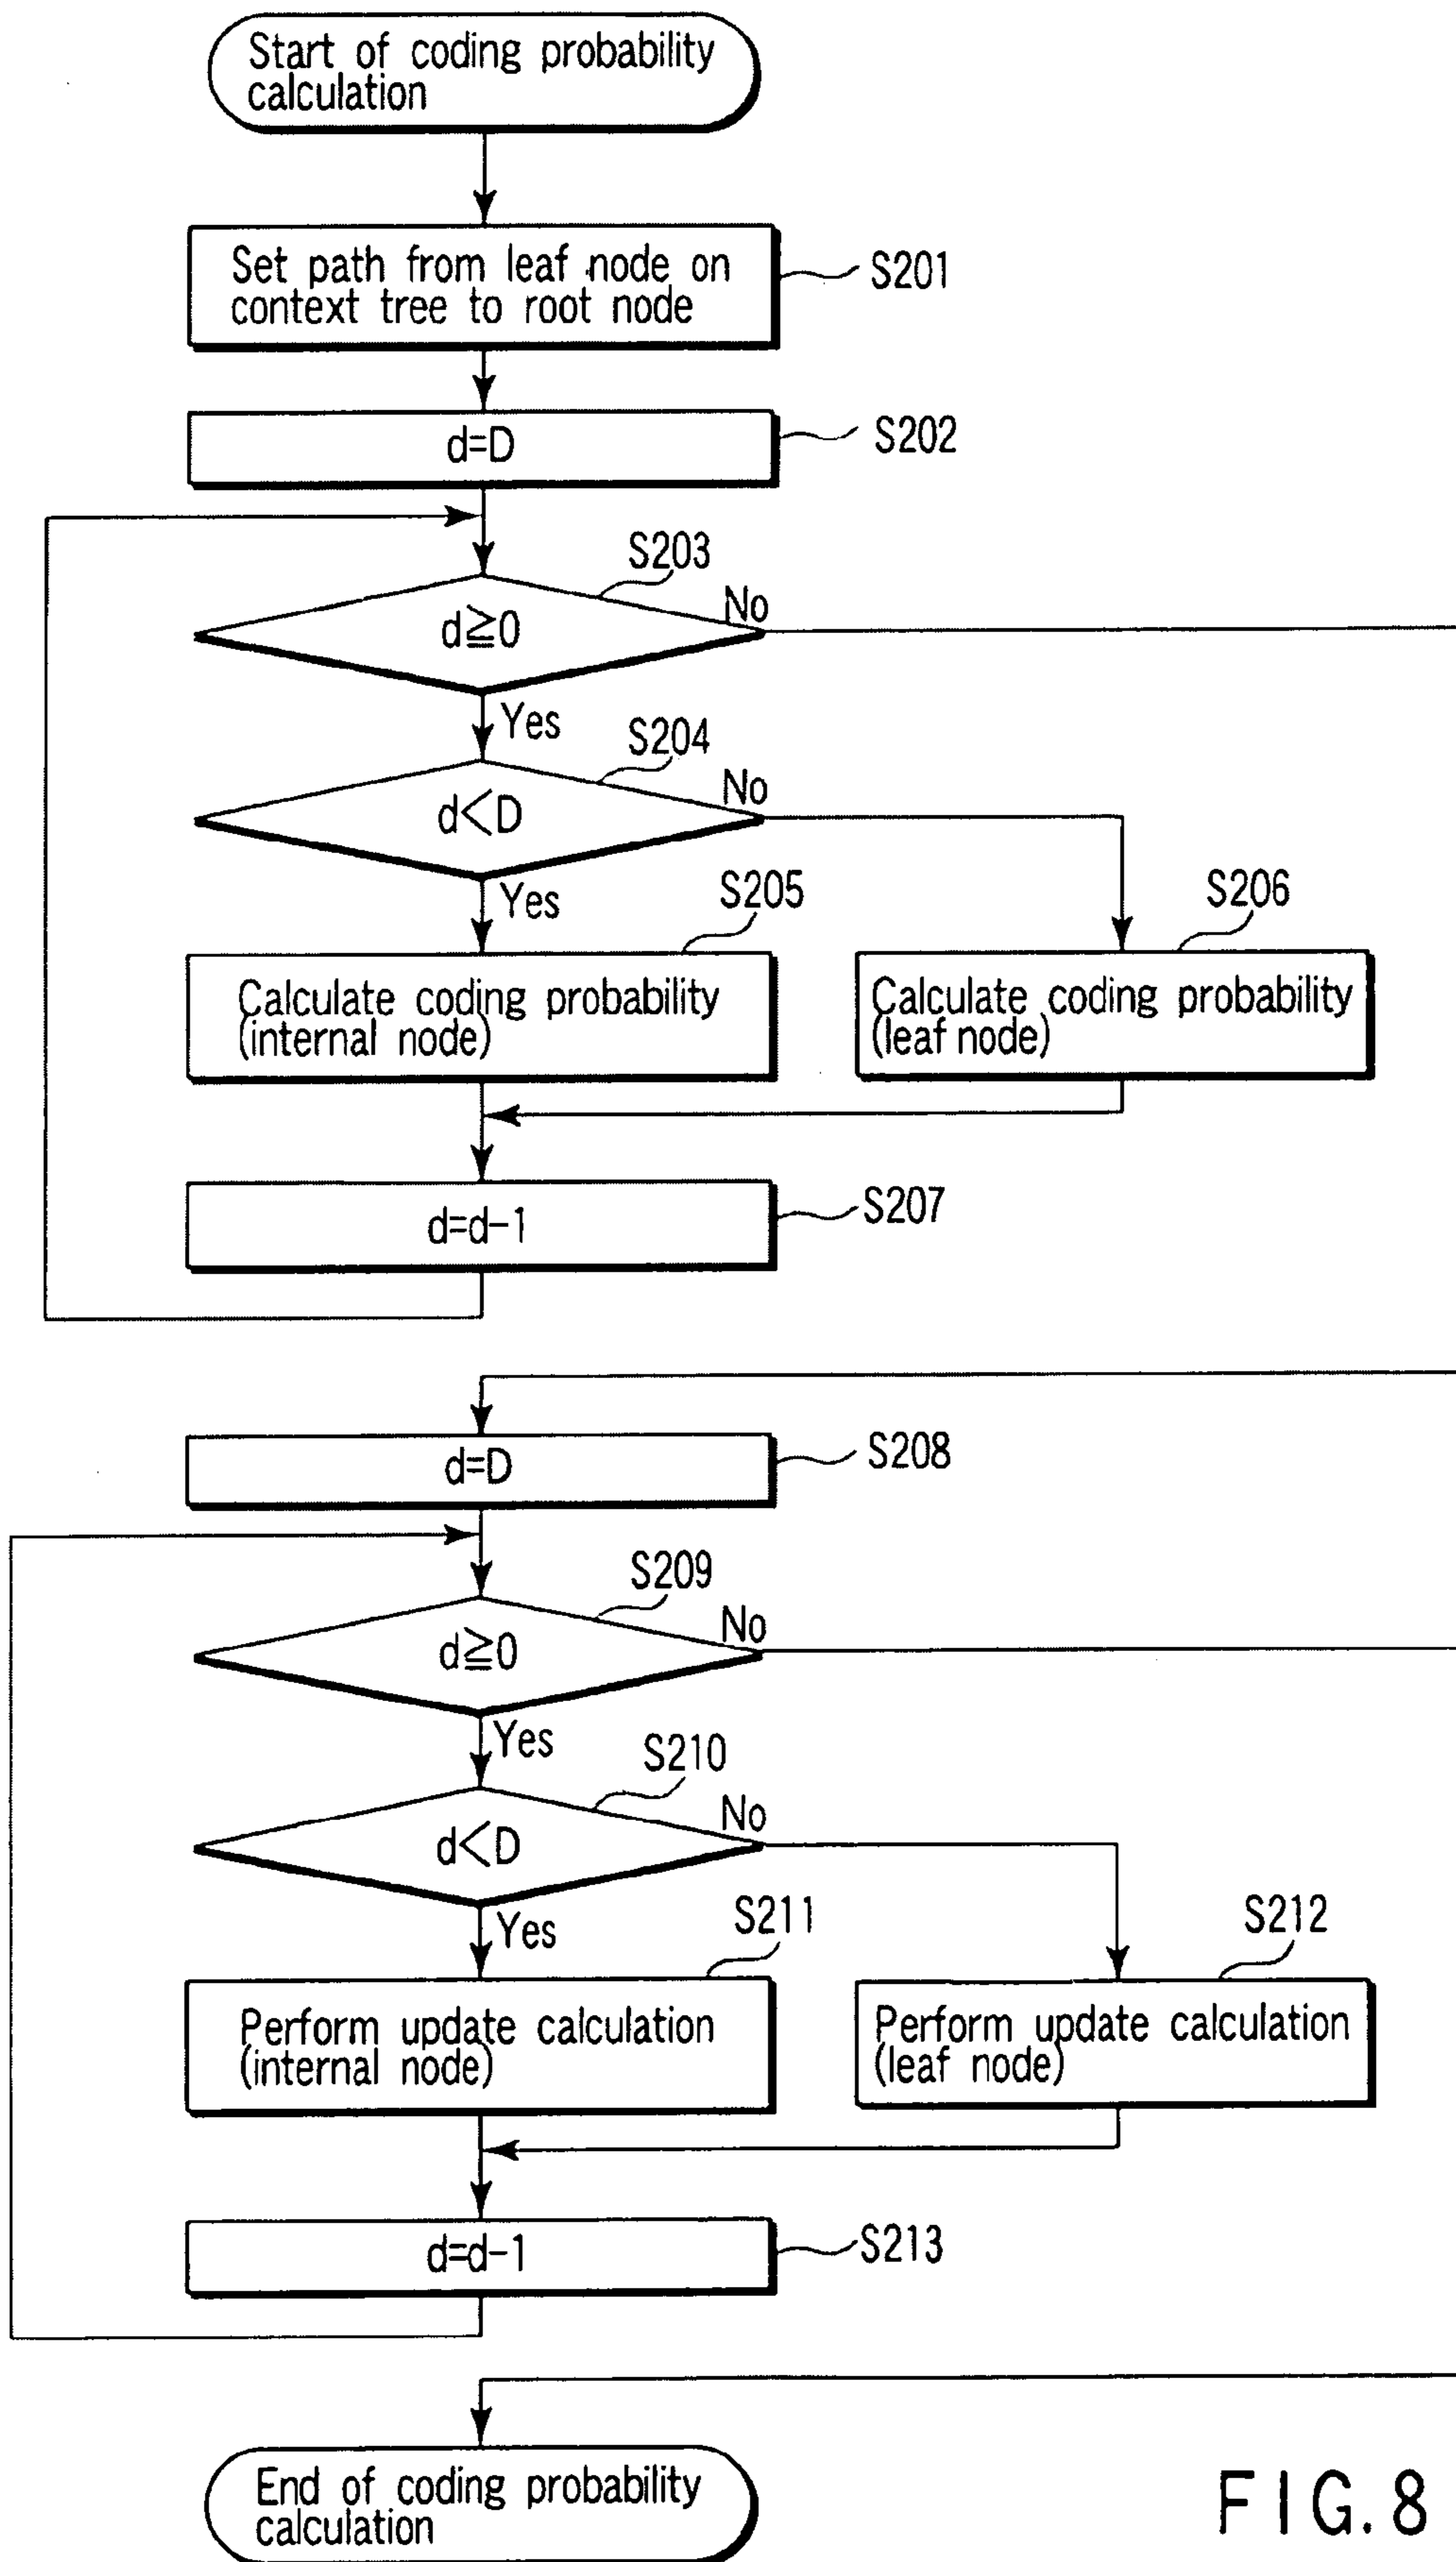 Start of coding probability
calculation
Set path from leaf node on
context tree to root node
S201
d=D
S202
S203
d≧0
No
Yes
S204
d<D
No
Yes
S205
S206
Calculate coding probability
(internal node)
Calculate coding probability
(leaf node)
d=d-1
S207
d=D
S208
S209
d≧0
No
Yes
S210
d<D
No
Yes
S211
S212
Perform update calculation
(internal node)
Perform update calculation
(leaf node)
d=d-1
S213
End of coding probability
calculation
FIG. 8